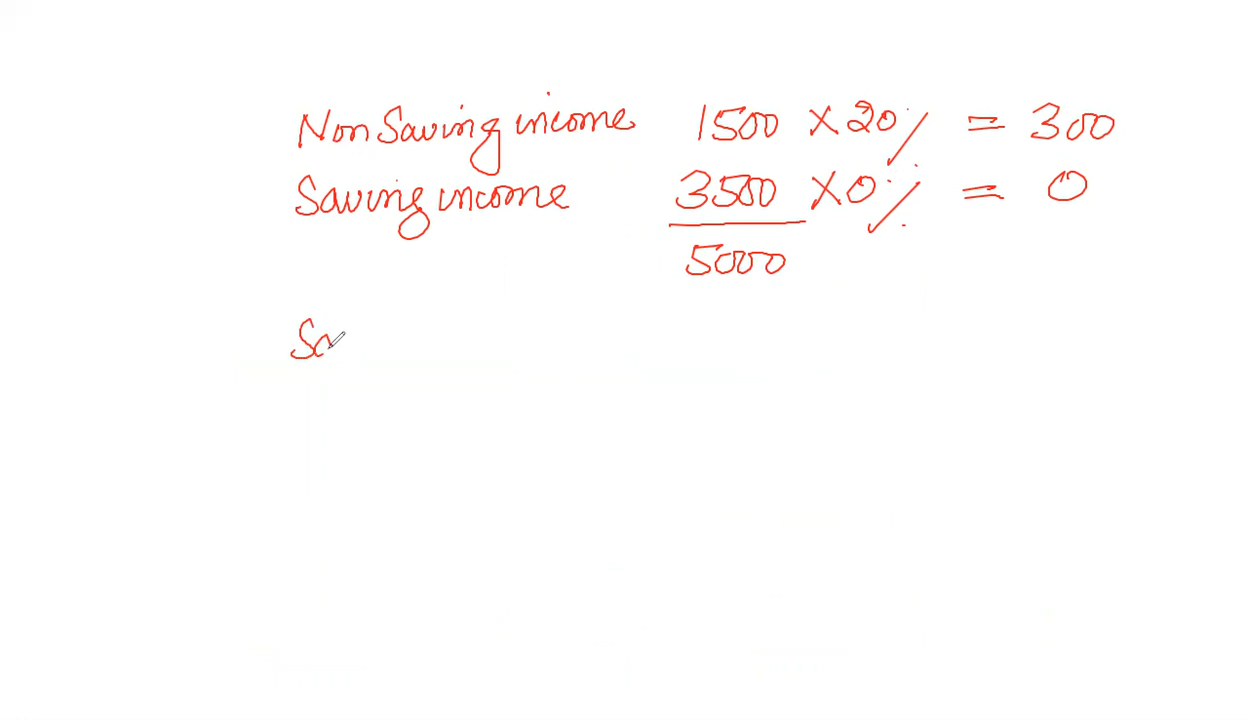 Non Saving income 1500 × 20% = 300
Saving income 3500 × 0% = 0
5000
Sa